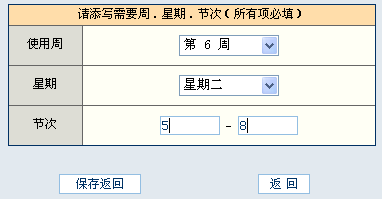 请添写需要周．星期．节次(所有项必填)
使用周 第 6 周
星期 星期二
节次 5 - 8
保存返回 返 回